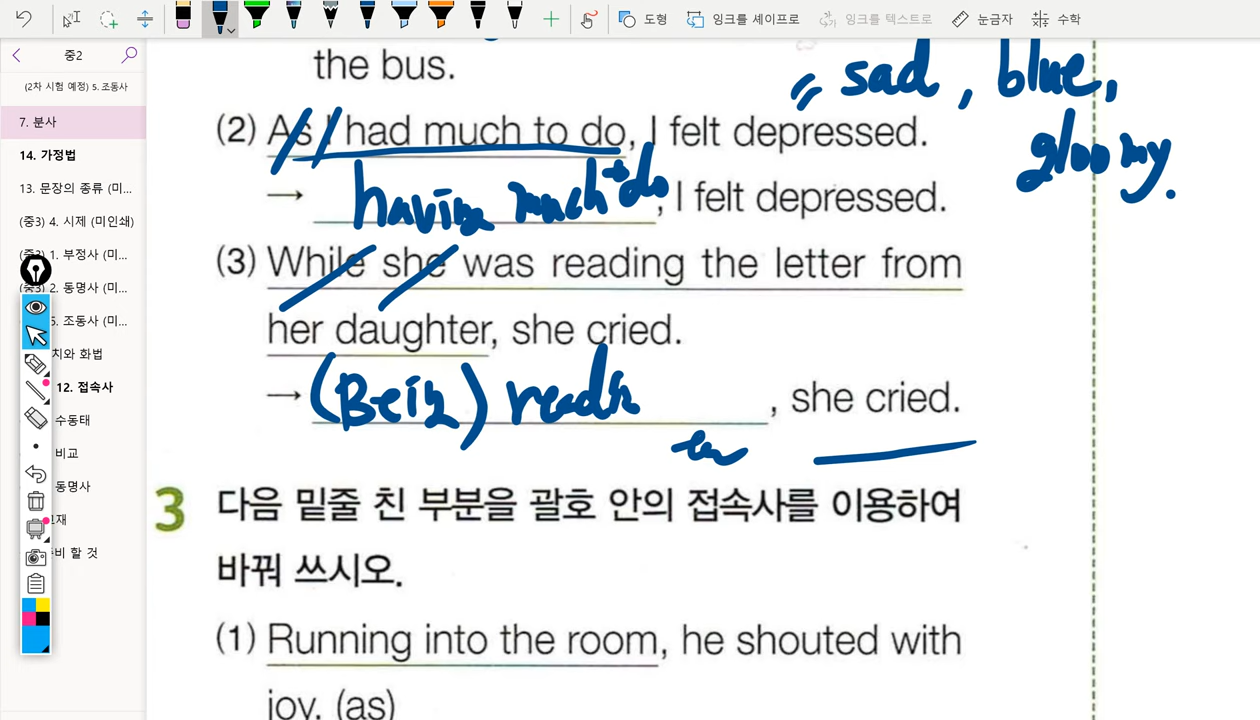 도형 잉크를 셰이프로 잉크를 텍스트로 눈금자 수학
중2
(2차 시험 예정) 5. 조동사
7. 분사
14. 가정법
13. 문장의 종류 (미...
(중3) 4. 시제 (미인쇄)
1. 부정사 (미...
2. 동명사 (미...
5. 조동사 (미...
치와 화법
12. 접속사
수동태
비교
동명사
비 할 것
the bus.
sad, blue,
gloomy.
(2) As I had much to do, I felt depressed.
→ having much to do, I felt depressed.
(3) While she was reading the letter from
her daughter, she cried.
→ (Being) , she cried.
3 다음 밑줄 친 부분을 괄호 안의 접속사를 이용하여
바꿔 쓰시오.
(1) Running into the room, he shouted with
joy. (as)